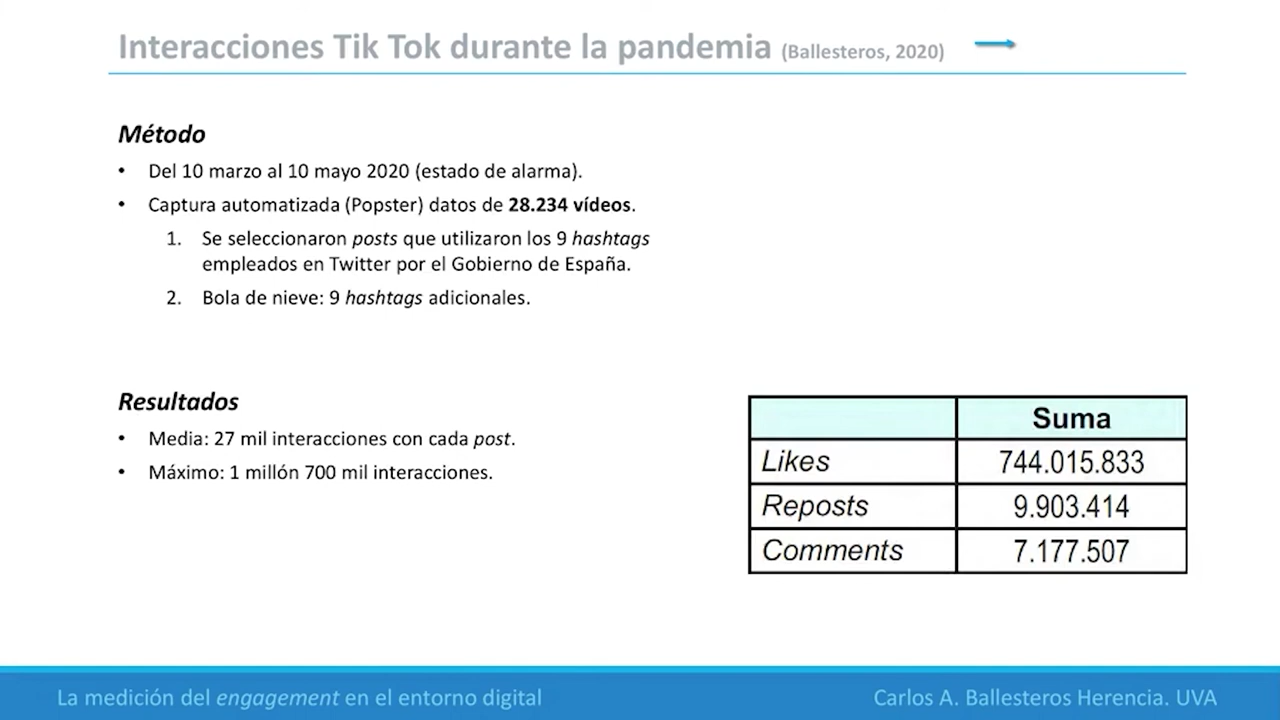 Interacciones Tik Tok durante la pandemia (Ballesteros, 2020)
Método
• Del 10 marzo al 10 mayo 2020 (estado de alarma).
• Captura automatizada (Popster) datos de 28.234 vídeos.
1. Se seleccionaron posts que utilizaron los 9 hashtags
empleados en Twitter por el Gobierno de España.
2. Bola de nieve: 9 hashtags adicionales.
Resultados
• Media: 27 mil interacciones con cada post.
• Máximo: 1 millón 700 mil interacciones.
Suma
Likes 744.015.833
Reposts 9.903.414
Comments 7.177.507
La medición del engagement en el entorno digital
Carlos A. Ballesteros Herencia. UVA